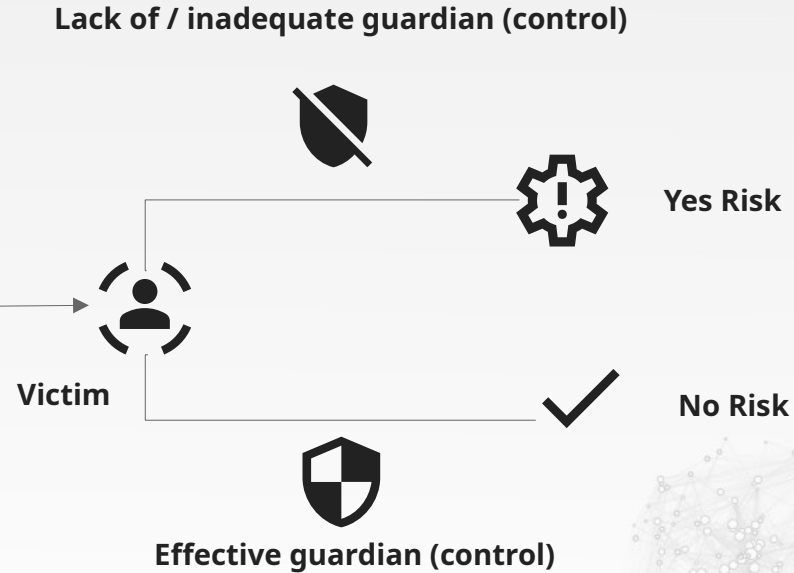 Lack of / inadequate guardian (control)
Yes Risk
Victim
No Risk
Effective guardian (control)